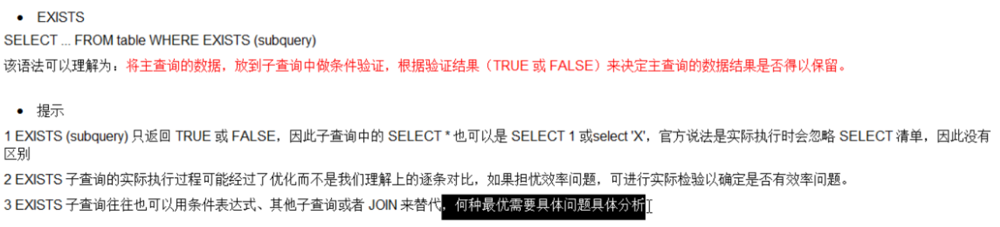 • EXISTS
SELECT ... FROM table WHERE EXISTS (subquery)
该语法可以理解为：将主查询的数据，放到子查询中做条件验证，根据验证结果（TRUE 或 FALSE）来决定主查询的数据结果是否得以保留。
• 提示
1 EXISTS (subquery) 只返回 TRUE 或 FALSE，因此子查询中的 SELECT * 也可以是 SELECT 1 或select 'X'，官方说法是实际执行时会忽略 SELECT 清单，因此没有
区别
2 EXISTS 子查询的实际执行过程可能经过了优化而不是我们理解上的逐条对比，如果担忧效率问题，可进行实际检验以确定是否有效率问题。
3 EXISTS 子查询往往也可以用条件表达式、其他子查询或者 JOIN 来替代，何种最优需要具体问题具体分析